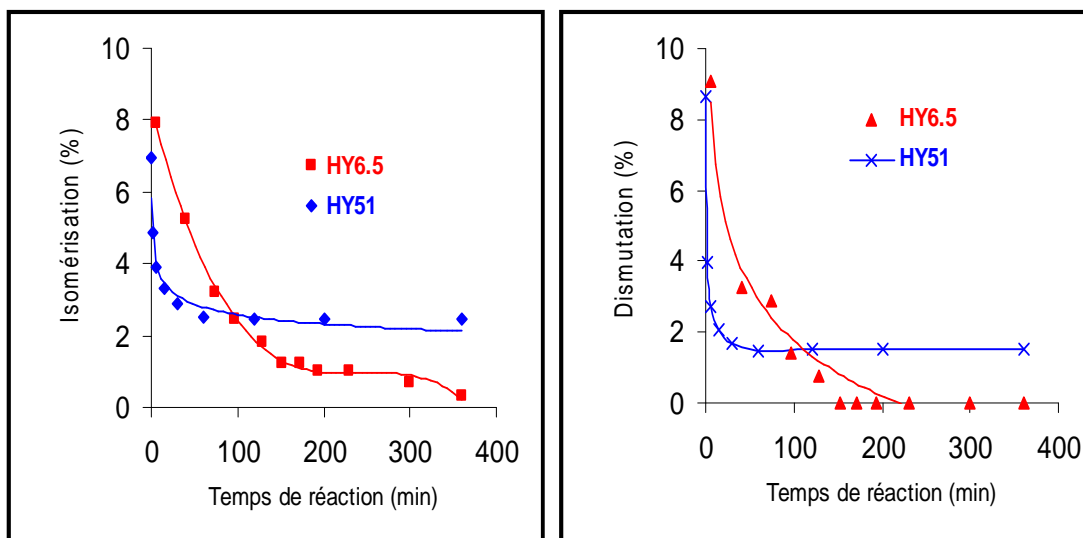 Isomérisation (%)
10
8
6
4
2
0
HY6.5
HY51
0 100 200 300 400
Temps de réaction (min)
Dismutation (%)
10
8
6
4
2
0
HY6.5
HY51
0 100 200 300 400
Temps de réaction (min)